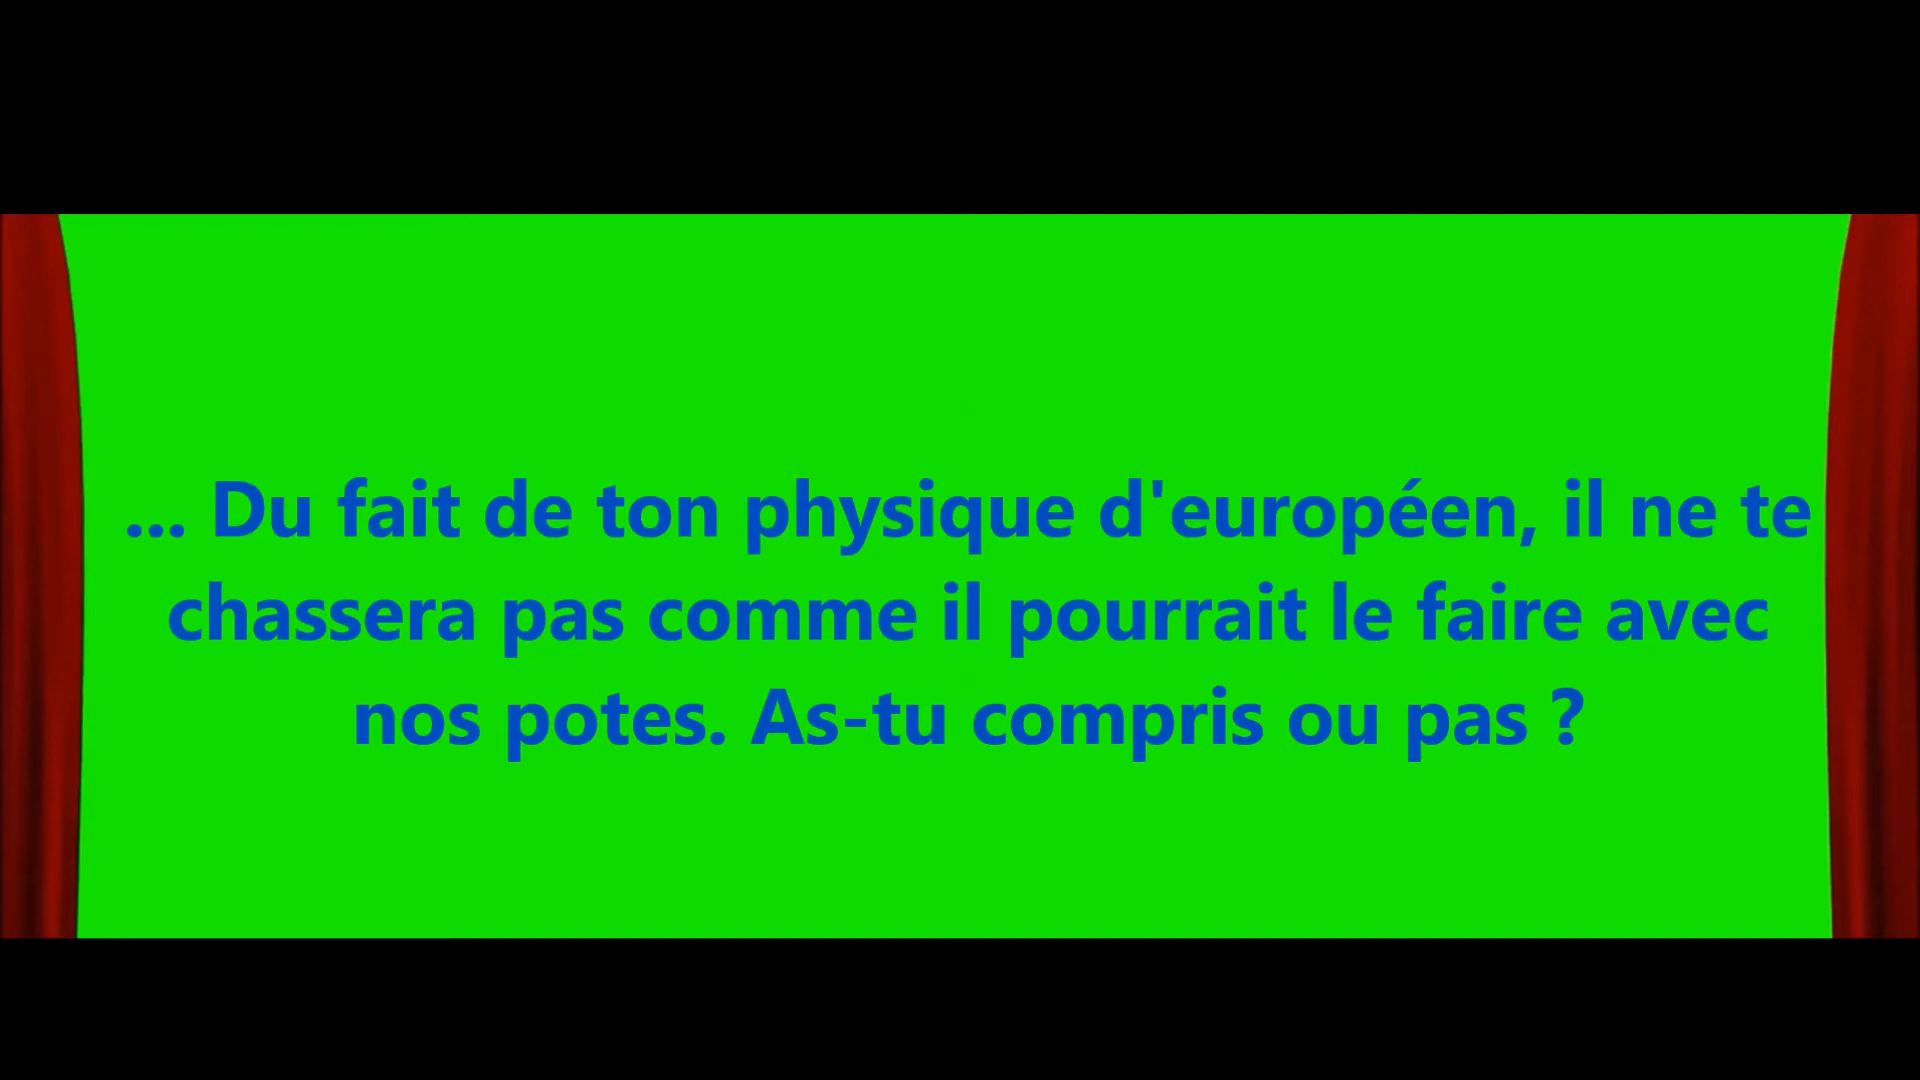 ... Du fait de ton physique d'européen, il ne te
chassera pas comme il pourrait le faire avec
nos potes. As-tu compris ou pas ?